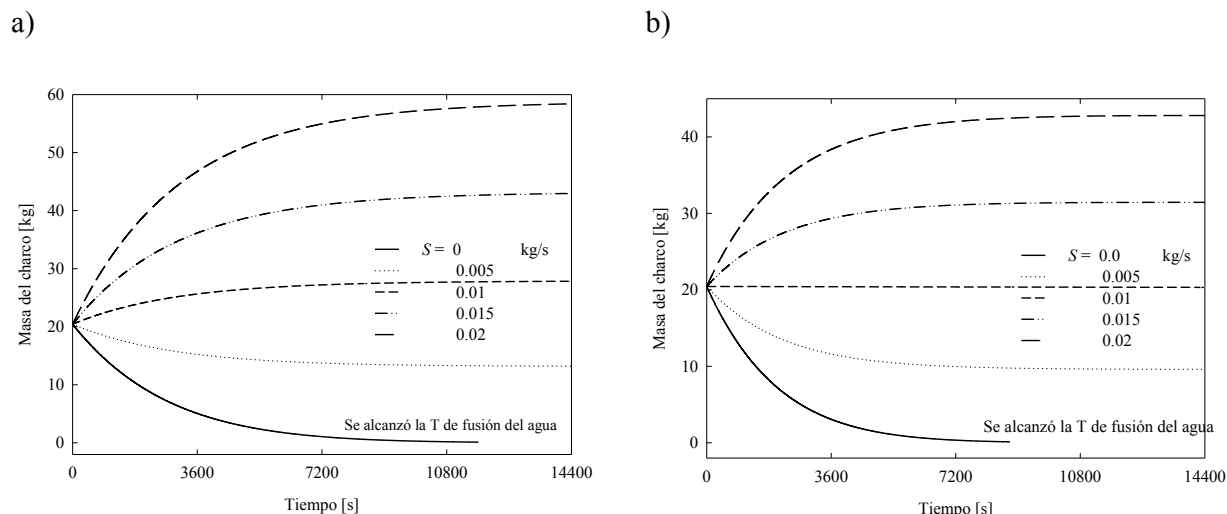 a)
60
50
40
30
20
10
0
Masa del charco [kg]
S = 0 kg/s
0.005
0.01
0.015
0.02
Se alcanzó la T de fusión del agua
0 3600 7200 10800 14400
Tiempo [s]
b)
40
30
20
10
0
Masa del charco [kg]
S = 0.0 kg/s
0.005
0.01
0.015
0.02
Se alcanzó la T de fusión del agua
0 3600 7200 10800 14400
Tiempo [s]